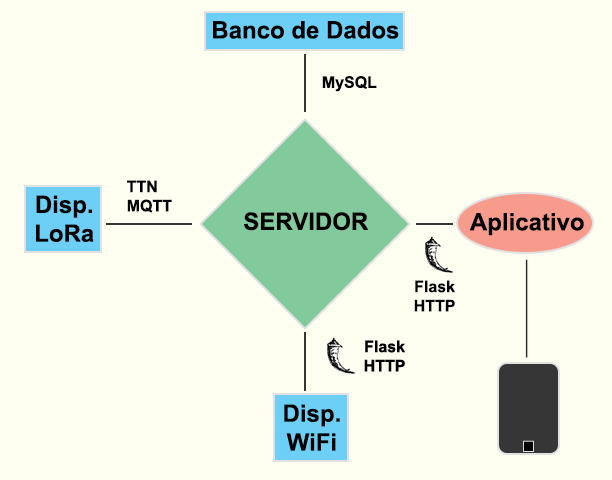 Banco de Dados
MySQL
TTN
MQTT
Disp.
LoRa
SERVIDOR
Aplicativo
Flask
HTTP
Flask
HTTP
Disp.
WiFi